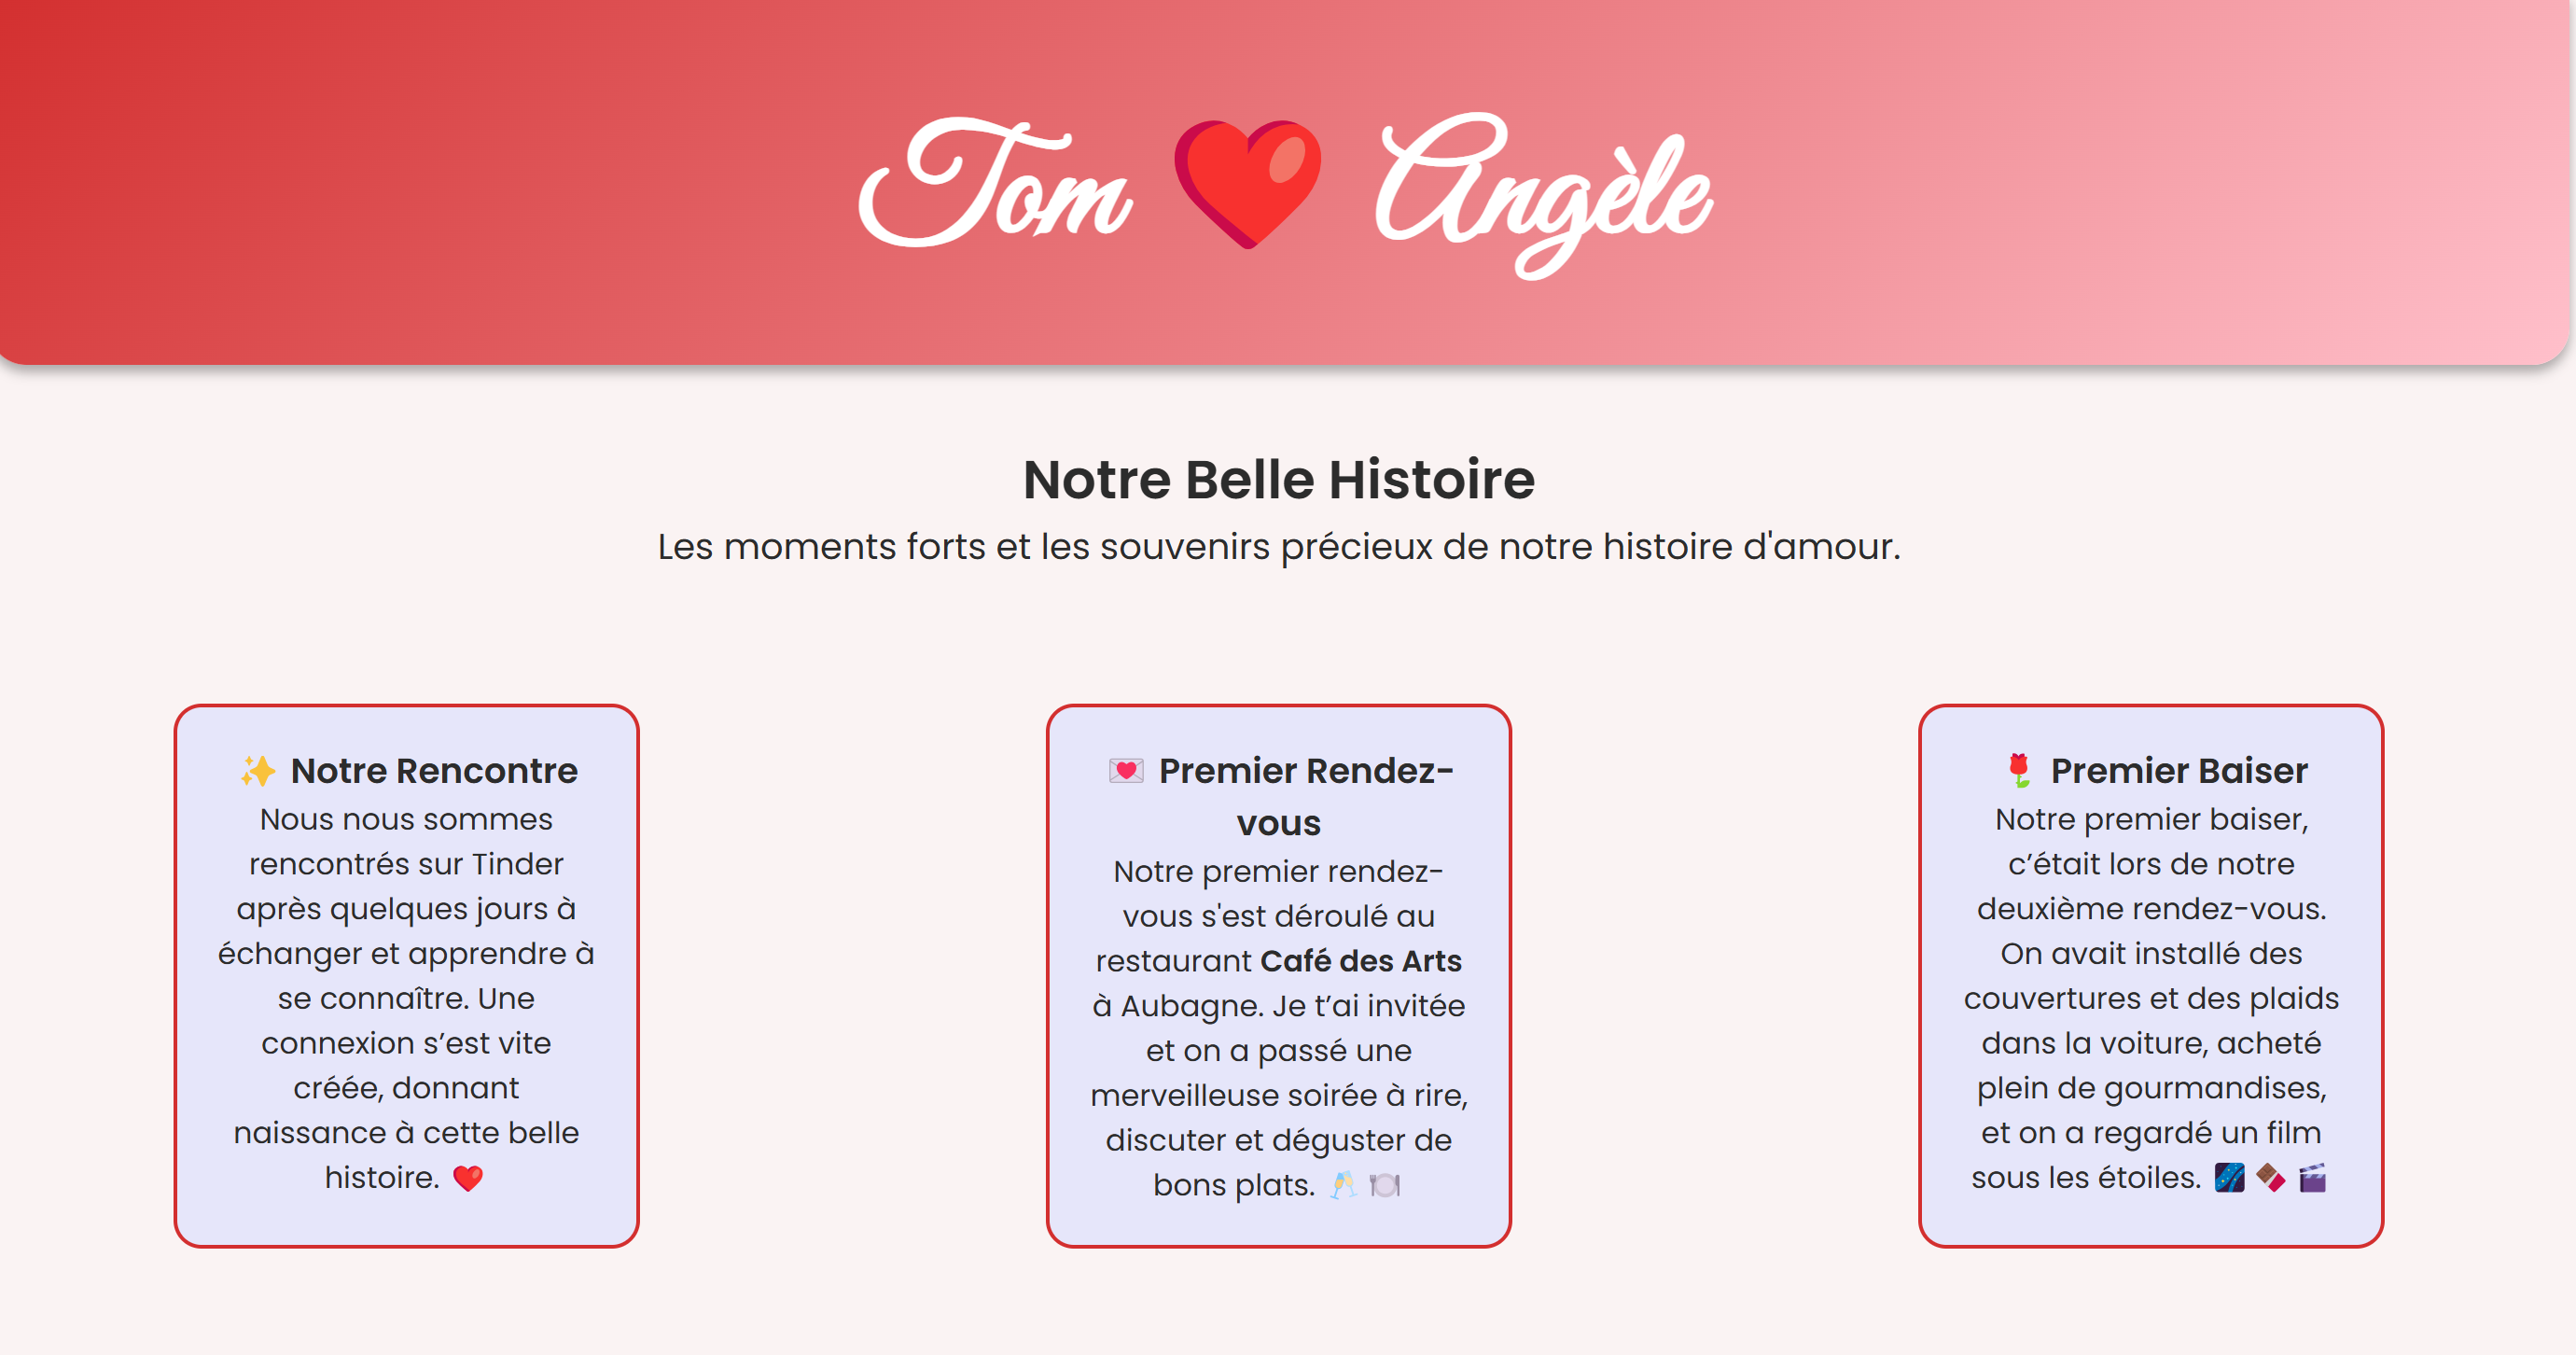 Tom ❤️ Angèle
Notre Belle Histoire
Les moments forts et les souvenirs précieux de notre histoire d'amour.
✨ Notre Rencontre
Nous nous sommes
rencontrés sur Tinder
après quelques jours à
échanger et apprendre à
se connaître. Une
connexion s’est vite
créée, donnant
naissance à cette belle
histoire. ❤️
💌 Premier Rendez-
vous
Notre premier rendez-
vous s'est déroulé au
restaurant Café des Arts
à Aubagne. Je t’ai invitée
et on a passé une
merveilleuse soirée à rire,
discuter et déguster de
bons plats. 🥂 🍽️
🌹 Premier Baiser
Notre premier baiser,
c’était lors de notre
deuxième rendez-vous.
On avait installé des
couvertures et des plaids
dans la voiture, acheté
plein de gourmandises,
et on a regardé un film
sous les étoiles. 🌌 🍫 🎬